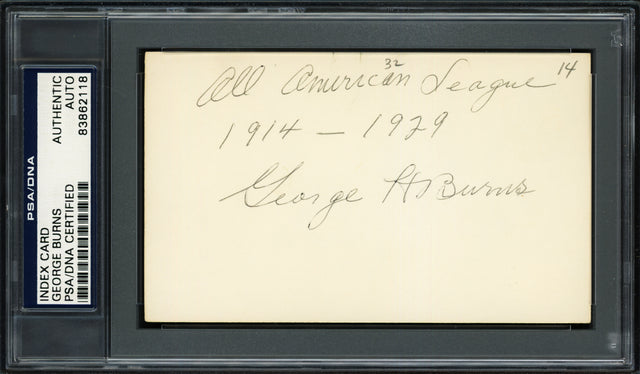 PSA/DNA
INDEX CARD
GEORGE BURNS
PSA/DNA CERTIFIED
AUTHENTIC
AUTO
83862118
32
14
All American League
1914 — 1929
George H Burns